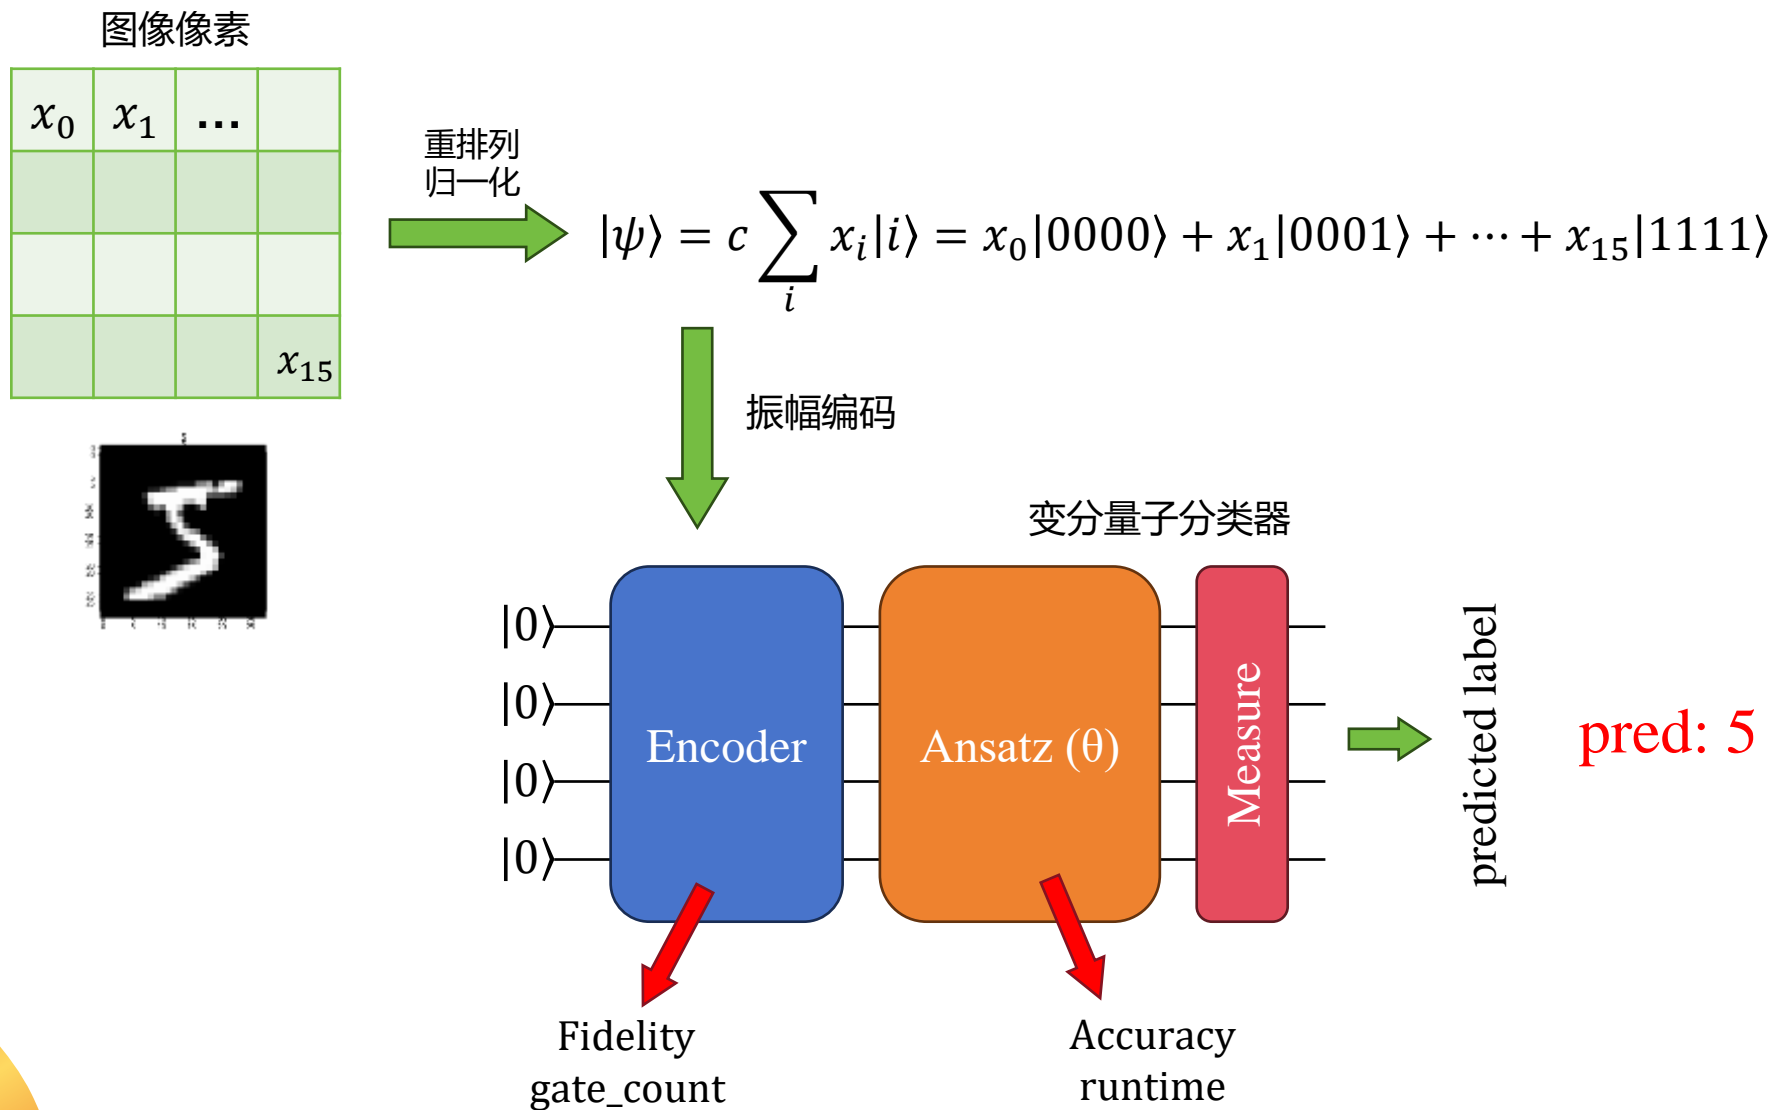 图像像素
x₀ x₁ ...
x₁₅
重排列
归一化
|ψ⟩ = c ∑ᵢ xᵢ|i⟩ = x₀|0000⟩ + x₁|0001⟩ + ⋯ + x₁₅|1111⟩
振幅编码
变分量子分类器
|0⟩
|0⟩
|0⟩
|0⟩
Encoder
Ansatz (θ)
Measure
predicted label
pred: 5
Fidelity
gate_count
Accuracy
runtime